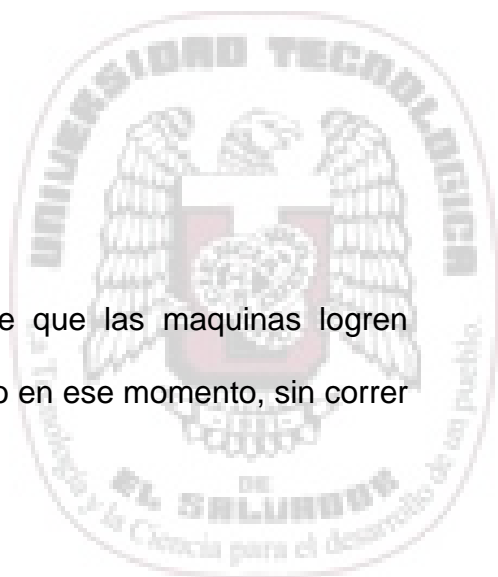 UNIVERSIDAD TECNOLOGICA
e que las maquinas logren
o en ese momento, sin correr
DE
EL SALVADOR
La Tecnología y la Ciencia para el desarrollo de un pueblo.